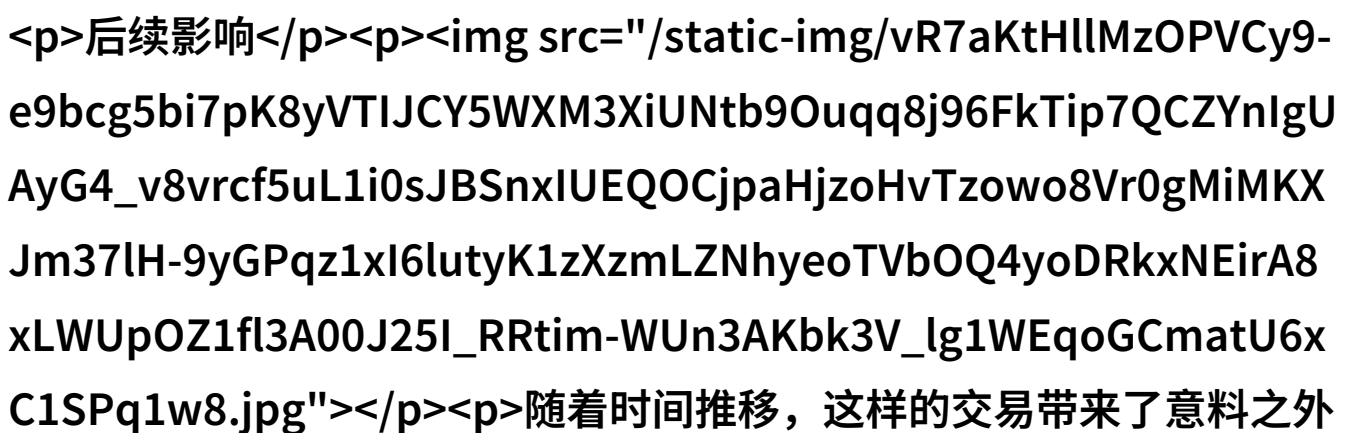 <p>后续影响</p><p><img src="/static-img/vR7aKtHllMzOPVCy9-
e9bcg5bi7pK8yVTIJCY5WXM3XiUNtb9Ouqq8j96FkTip7QCZYnIgU
AyG4_v8vrcf5uL1i0sJBSnxIUEQOCjpaHjzoHvTzowo8Vr0gMiMKX
Jm37lH-9yGPqz1xI6lutyK1zXzmLZNhyeoTVbOQ4yoDRkxNEirA8
xLWUpOZ1fl3A00J25I_RRtim-WUn3AKbk3V_lg1WEqoGCmatU6x
C1SPq1w8.jpg"></p><p>随着时间推移，这样的交易带来了意料之外